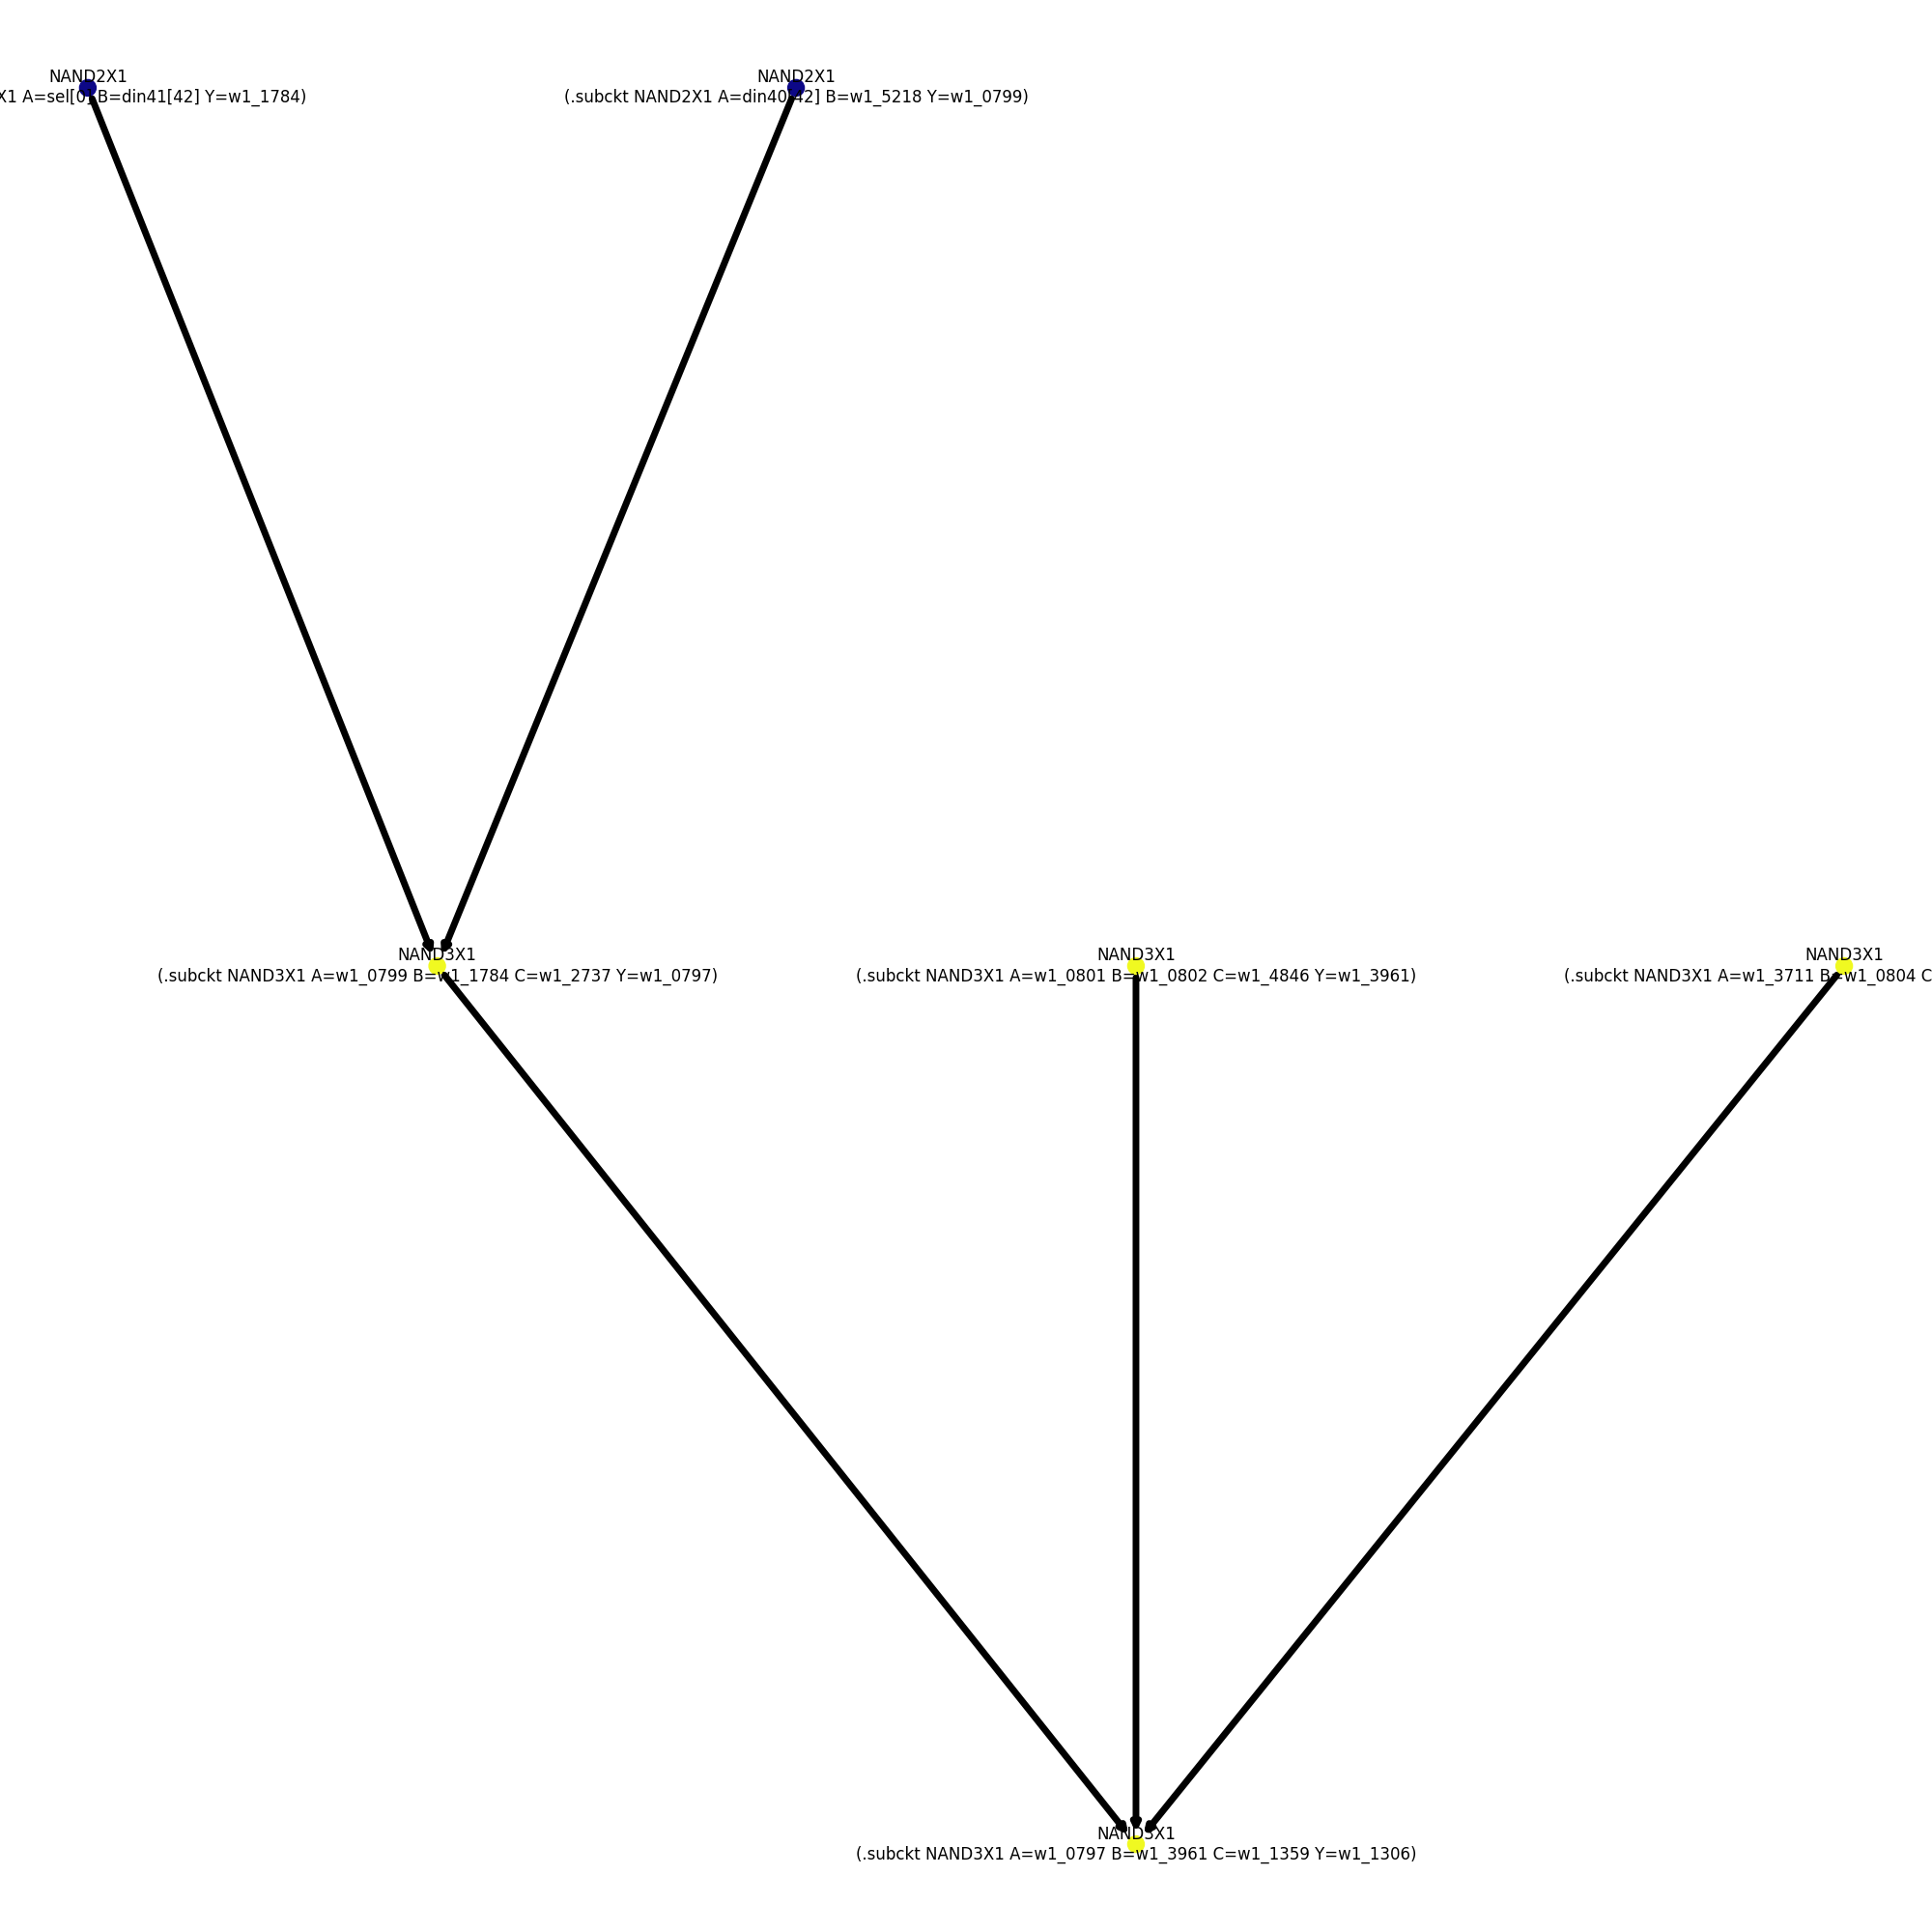 NAND2X1
X1 A=sel[0] B=din41[42] Y=w1_1784)
NAND2X1
(.subckt NAND2X1 A=din40[42] B=w1_5218 Y=w1_0799)
NAND3X1
(.subckt NAND3X1 A=w1_0799 B=w1_1784 C=w1_2737 Y=w1_0797)
NAND3X1
(.subckt NAND3X1 A=w1_0801 B=w1_0802 C=w1_4846 Y=w1_3961)
NAND3X1
(.subckt NAND3X1 A=w1_3711 B=w1_0804 C
NAND3X1
(.subckt NAND3X1 A=w1_0797 B=w1_3961 C=w1_1359 Y=w1_1306)